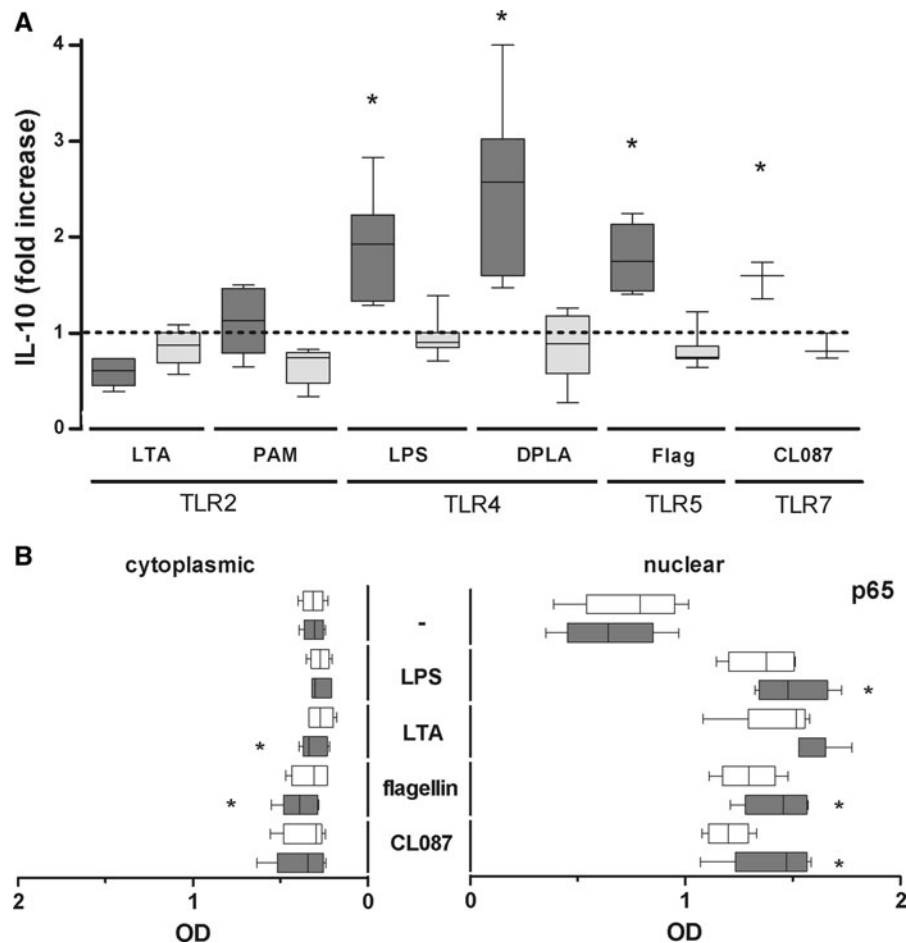 A
IL-10 (fold increase)
4
3
2
1
0
* * * *
LTA PAM LPS DPLA Flag CL087
TLR2 TLR4 TLR5 TLR7
B
cytoplasmic nuclear
p65
-
LPS *
LTA
*
flagellin
* *
CL087
*
2 1 0 0 1 2
OD OD